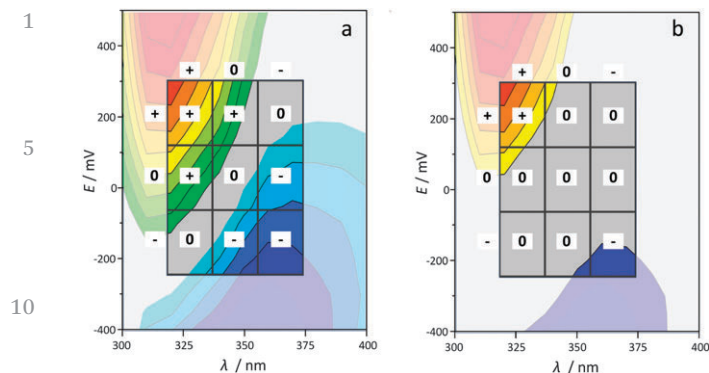 1
5
10
a
400
200
0
-200
-400
E / mV
+ 0 -
+ + + 0
0 + 0 -
- 0 - -
300 325 350 375 400
λ / nm
b
400
200
0
-200
-400
E / mV
+ 0 -
+ + 0 0
0 0 0 0
- 0 0 -
300 325 350 375 400
λ / nm